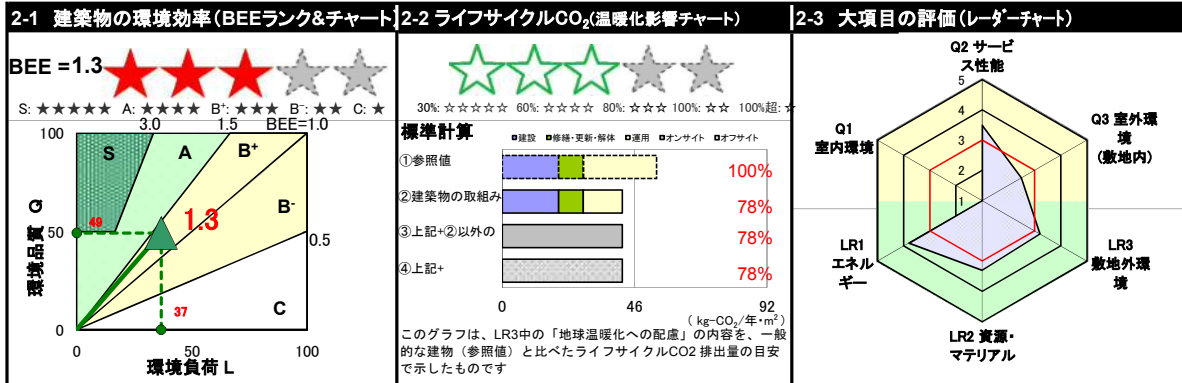 2-1 建築物の環境効率(BEEランク&チャート)
BEE =1.3
S: ★★★★★ A: ★★★★ B+: ★★★ B-: ★★ C: ★
3.0 1.5 BEE=1.0
100
S
A
B+
49
1.3
50
B-
0.5
37
C
0
0 50 100
環境品質 Q
環境負荷 L
2-2 ライフサイクルCO2(温暖化影響チャート)
30%: ☆☆☆☆☆ 60%: ☆☆☆☆ 80%: ☆☆☆ 100%: ☆☆ 100%超: ☆
標準計算
建設 修繕・更新・解体 運用 オンサイト オフサイト
①参照値 100%
②建築物の取組み 78%
③上記+②以外の 78%
④上記+ 78%
0 46 92
( kg-CO2/年・m2 )
このグラフは、LR3中の「地球温暖化への配慮」の内容を、一般
的な建物(参照値)と比べたライフサイクルCO2 排出量の目安
で示したものです
2-3 大項目の評価(レーダーチャート)
Q2 サービ
ス性能
5
4
3
2
1
Q1
室内環境
Q3 室外環
境
(敷地内)
LR1
エネル
ギー
LR3
敷地外環
境
LR2 資源・
マテリアル